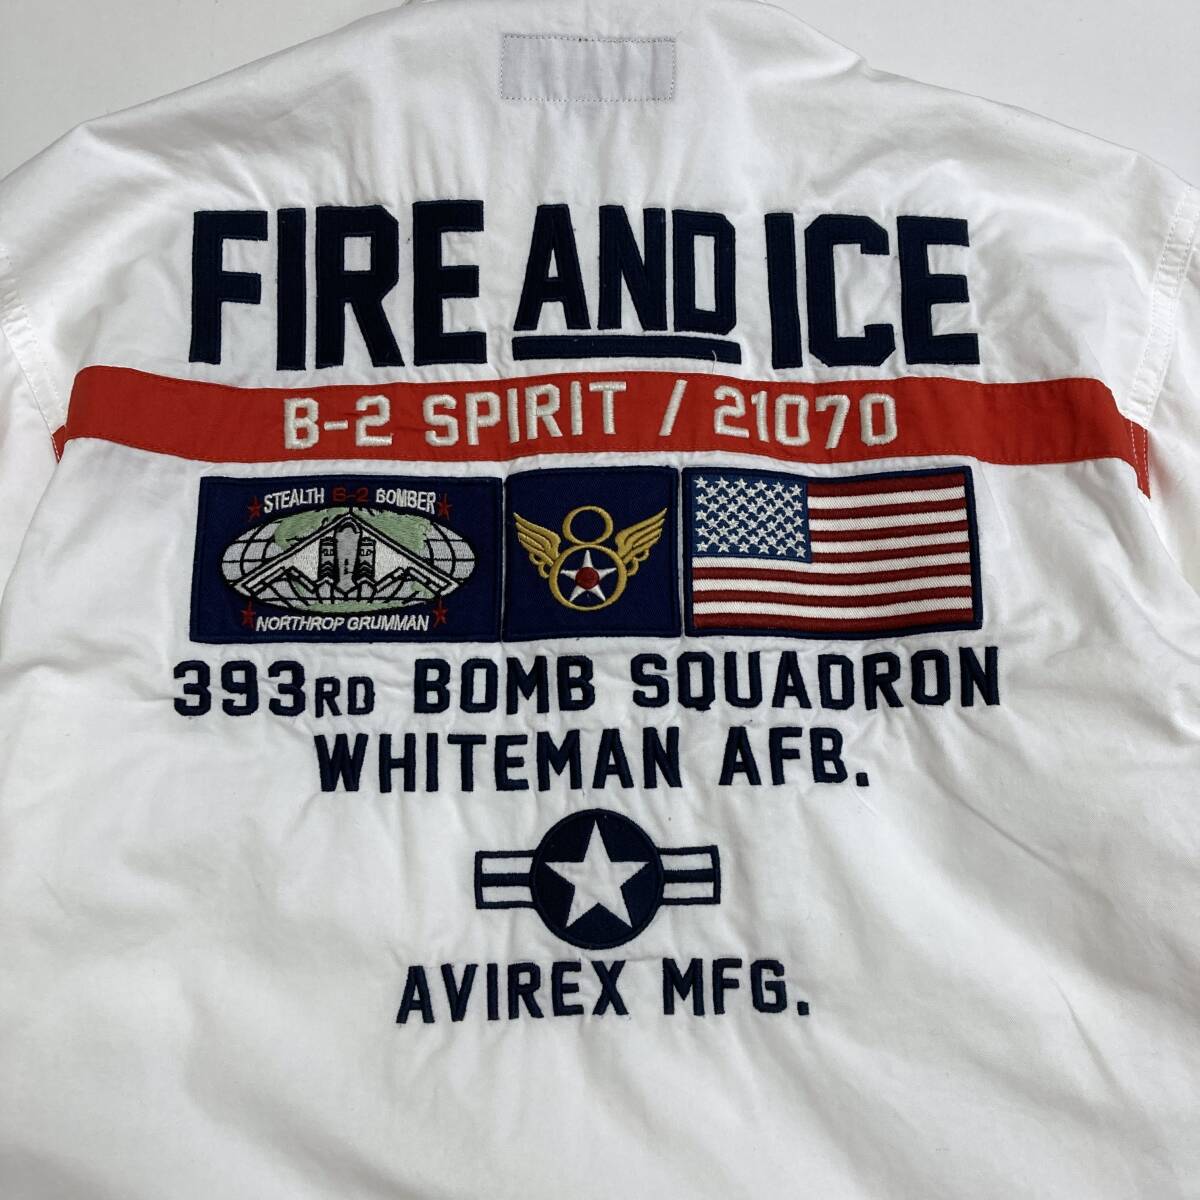 FIRE AND ICE
B-2 SPIRIT / 21070
STEALTH B-2 BOMBER
NORTHROP GRUMMAN
8
393RD BOMB SQUADRON
WHITEMAN AFB.
AVIREX MFG.